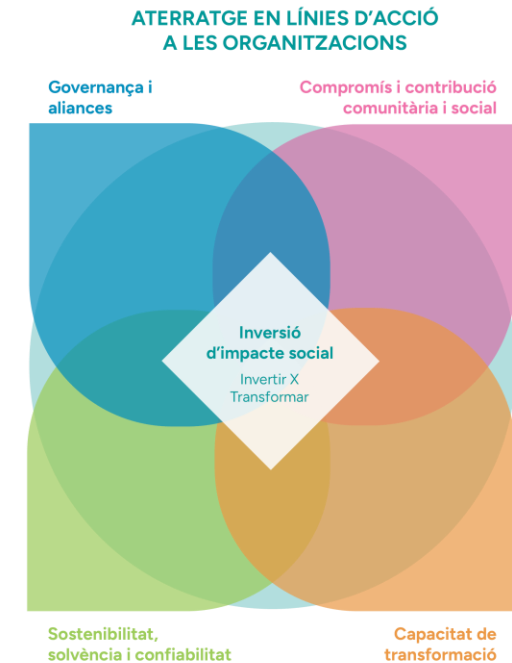 ATERRATGE EN LÍNIES D’ACCIÓ
A LES ORGANITZACIONS
Governança i
aliances
Compromís i contribució
comunitària i social
Inversió
d’impacte social
Invertir X
Transformar
Sostenibilitat,
solvència i confiabilitat
Capacitat de
transformació